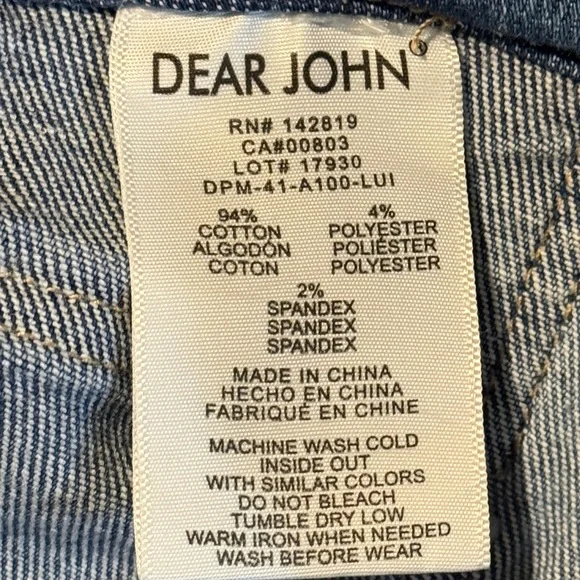 DEAR JOHN
RN# 142819
CA#00803
LOT# 17930
DPM-41-A100-LUI
94% 4%
COTTON POLYESTER
ALGODÓN POLIÉSTER
COTON POLYESTER
2%
SPANDEX
SPANDEX
SPANDEX
MADE IN CHINA
HECHO EN CHINA
FABRIQUÉ EN CHINE
MACHINE WASH COLD
INSIDE OUT
WITH SIMILAR COLORS
DO NOT BLEACH
TUMBLE DRY LOW
WARM IRON WHEN NEEDED
WASH BEFORE WEAR